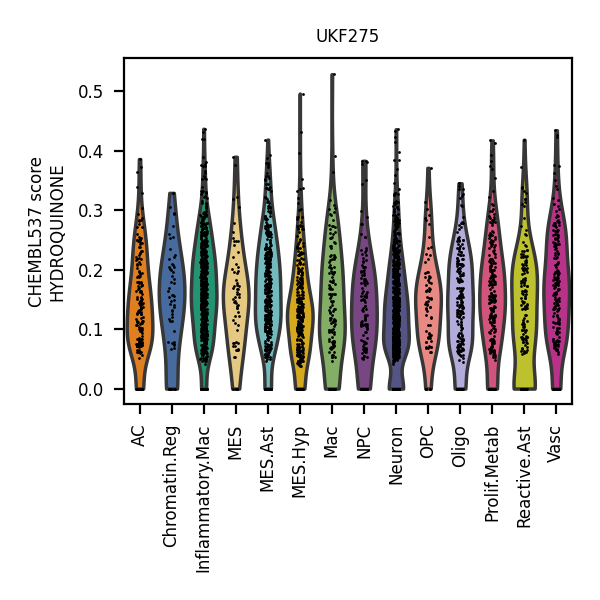 UKF275
CHEMBL537 score
HYDROQUINONE
0.5
0.4
0.3
0.2
0.1
0.0
AC
Chromatin.Reg
Inflammatory.Mac
MES
MES.Ast
MES.Hyp
Mac
NPC
Neuron
OPC
Oligo
Prolif.Metab
Reactive.Ast
Vasc